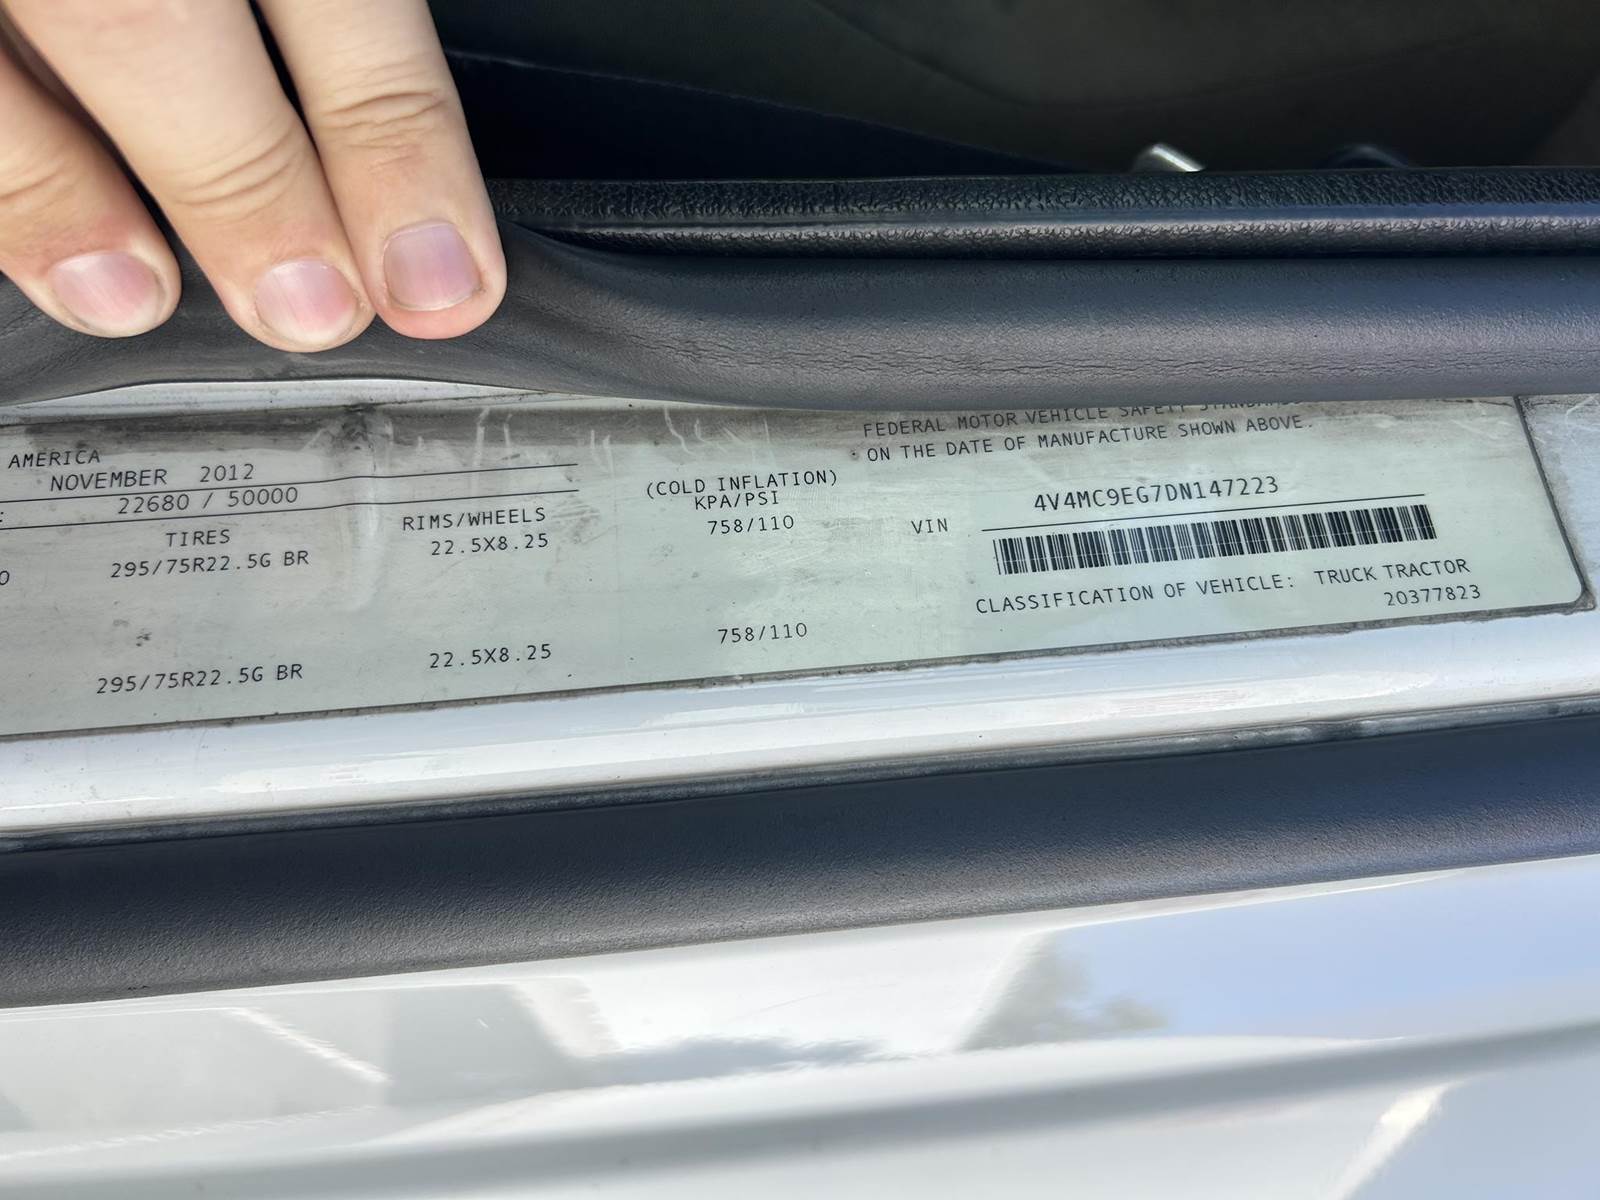 AMERICA
NOVEMBER 2012
22680 / 50000
TIRES
RIMS/WHEELS
(COLD INFLATION)
KPA/PSI
295/75R22.5G BR
22.5X8.25
758/110
295/75R22.5G BR
22.5X8.25
758/110
FEDERAL MOTOR VEHICLE SAFETY STANDARDS
ON THE DATE OF MANUFACTURE SHOWN ABOVE.
VIN
4V4MC9EG7DN147223
CLASSIFICATION OF VEHICLE: TRUCK TRACTOR
20377823